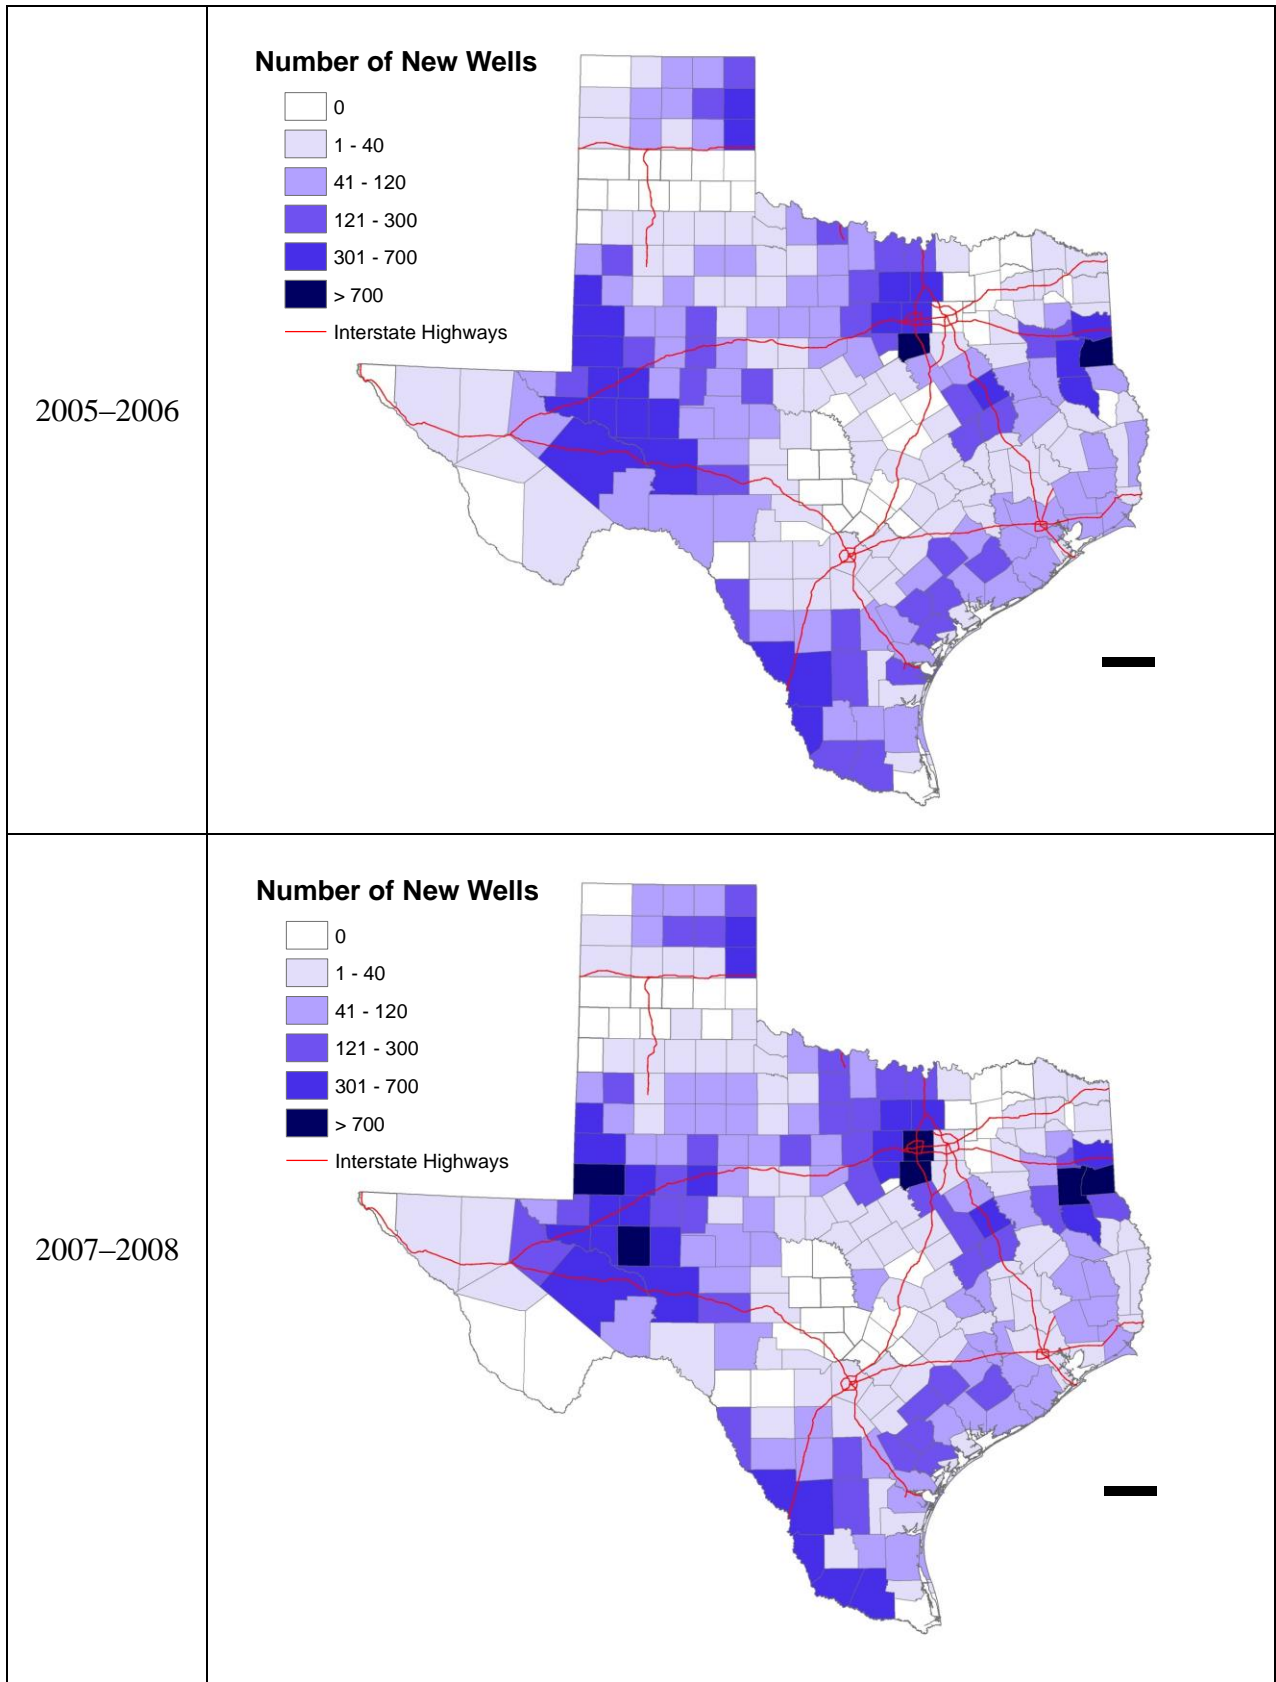 2005–2006
Number of New Wells
0
1 - 40
41 - 120
121 - 300
301 - 700
> 700
Interstate Highways
2007–2008
Number of New Wells
0
1 - 40
41 - 120
121 - 300
301 - 700
> 700
Interstate Highways